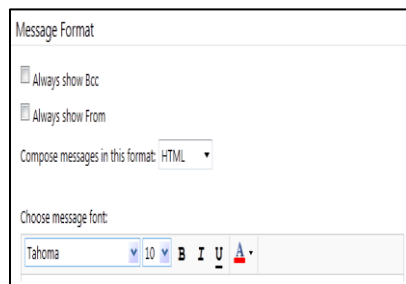 Message Format
Always show Bcc
Always show From
Compose messages in this format: HTML
Choose message font:
Tahoma 10 B I U A